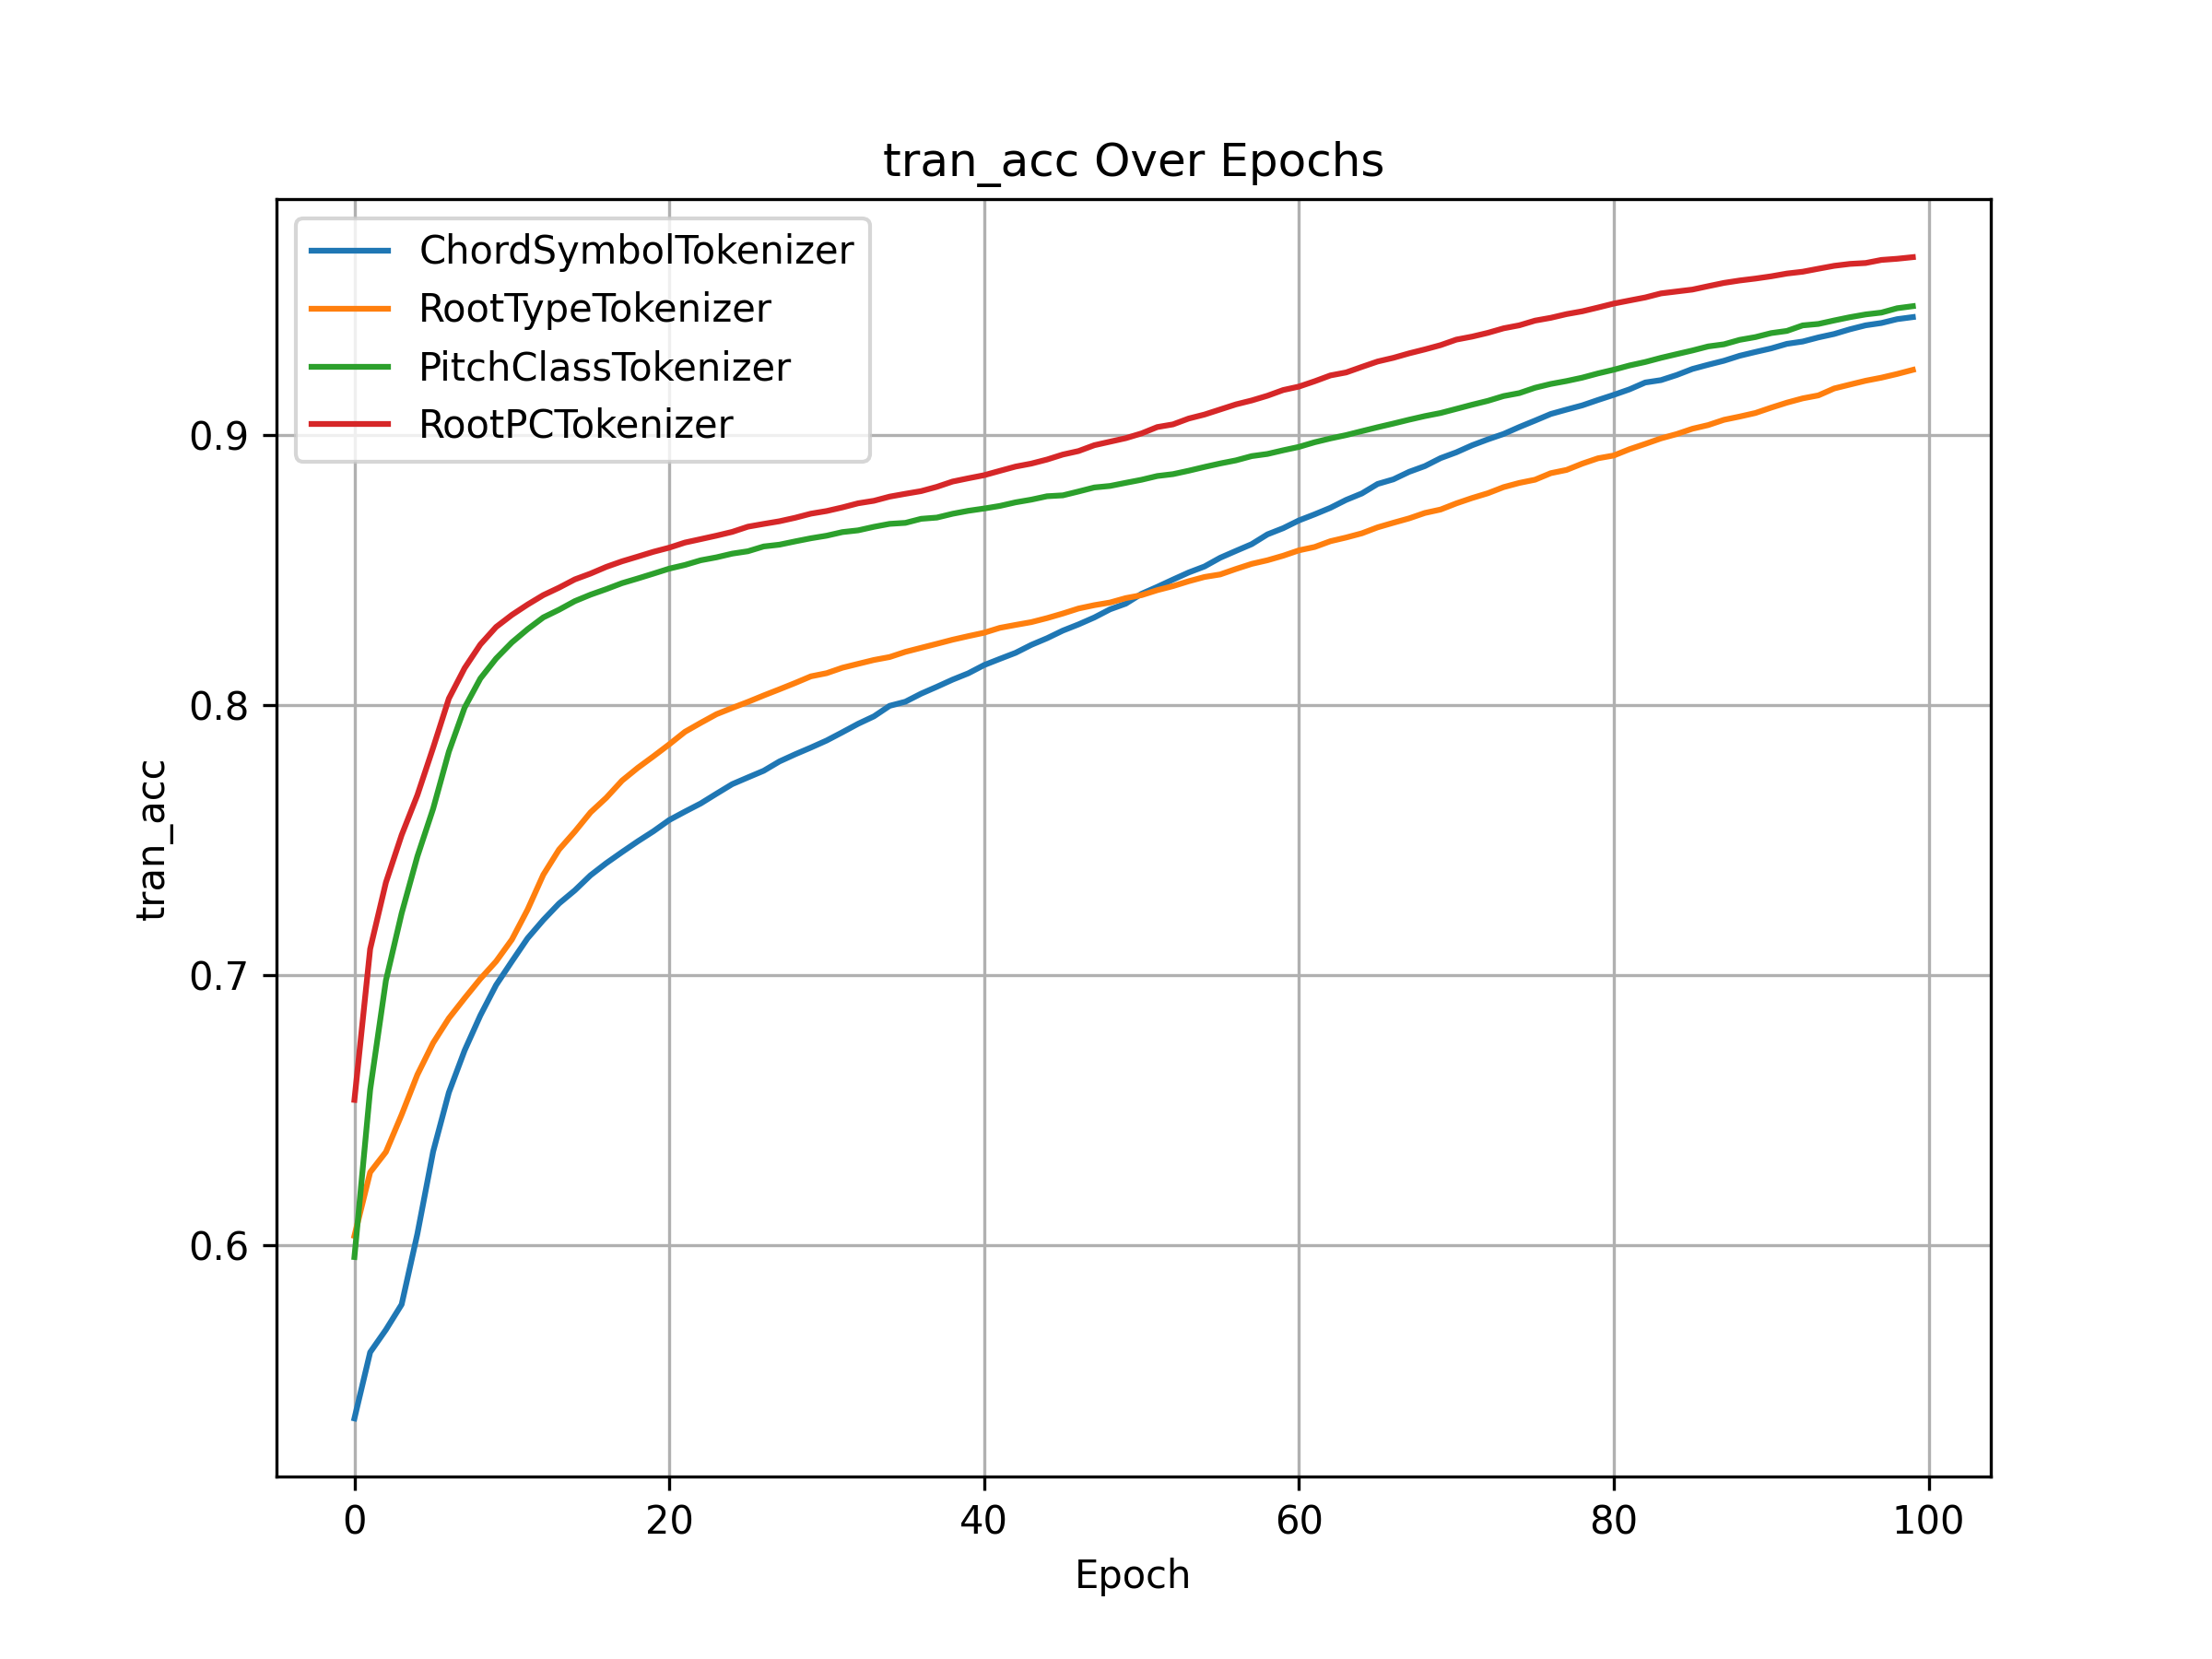 tran_acc Over Epochs
ChordSymbolTokenizer
RootTypeTokenizer
PitchClassTokenizer
RootPCTokenizer
0.9
0.8
0.7
0.6
tran_acc
0 20 40 60 80 100
Epoch